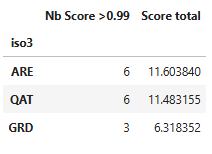 Nb Score >0.99 Score total
iso3
ARE 6 11.603840
QAT 6 11.483155
GRD 3 6.318352